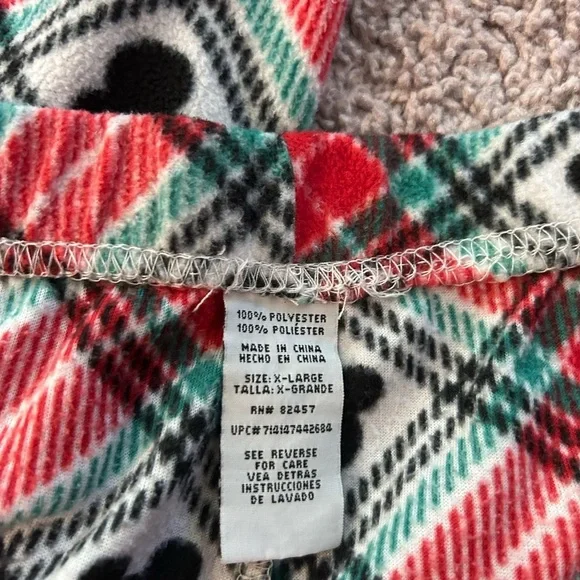 100% POLYESTER
100% POLIÉSTER
MADE IN CHINA
HECHO EN CHINA
SIZE: X-LARGE
TALLA: X-GRANDE
RN# 82457
UPC# 714147442684
SEE REVERSE
FOR CARE
VEA DETRAS
INSTRUCCIONES
DE LAVADO